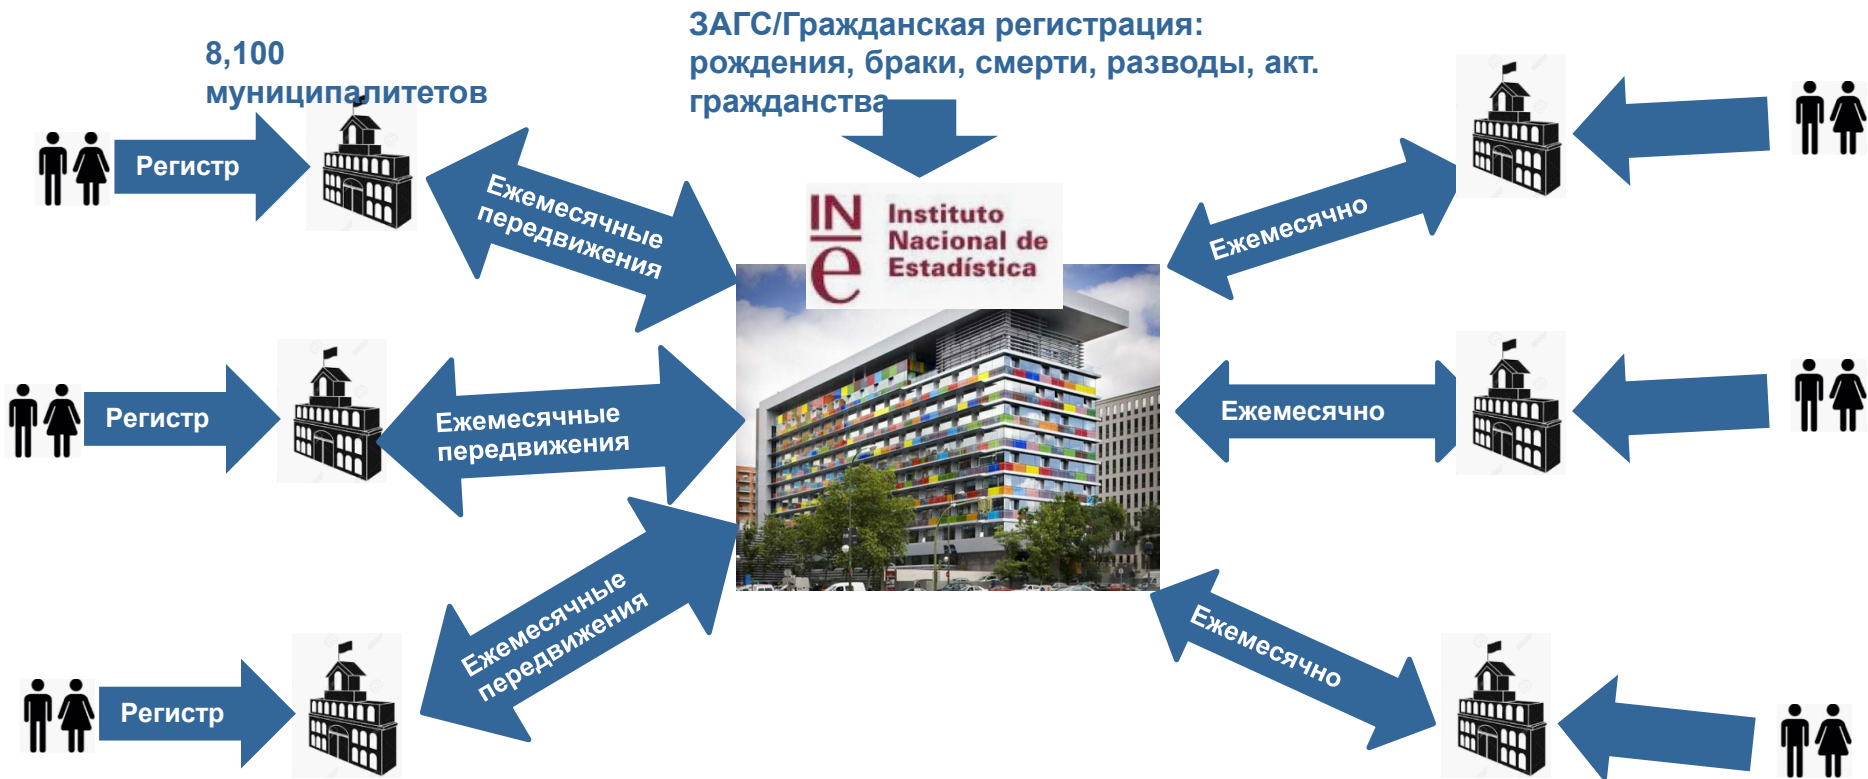 ЗАГС/Гражданская регистрация:
рождения, браки, смерти, разводы, акт.
гражданства
8,100
муниципалитетов
Регистр
Ежемесячные
передвижения
IN
e
Instituto
Nacional de
Estadística
Ежемесячно
Регистр
Ежемесячные
передвижения
Ежемесячно
Регистр
Ежемесячные
передвижения
Ежемесячно